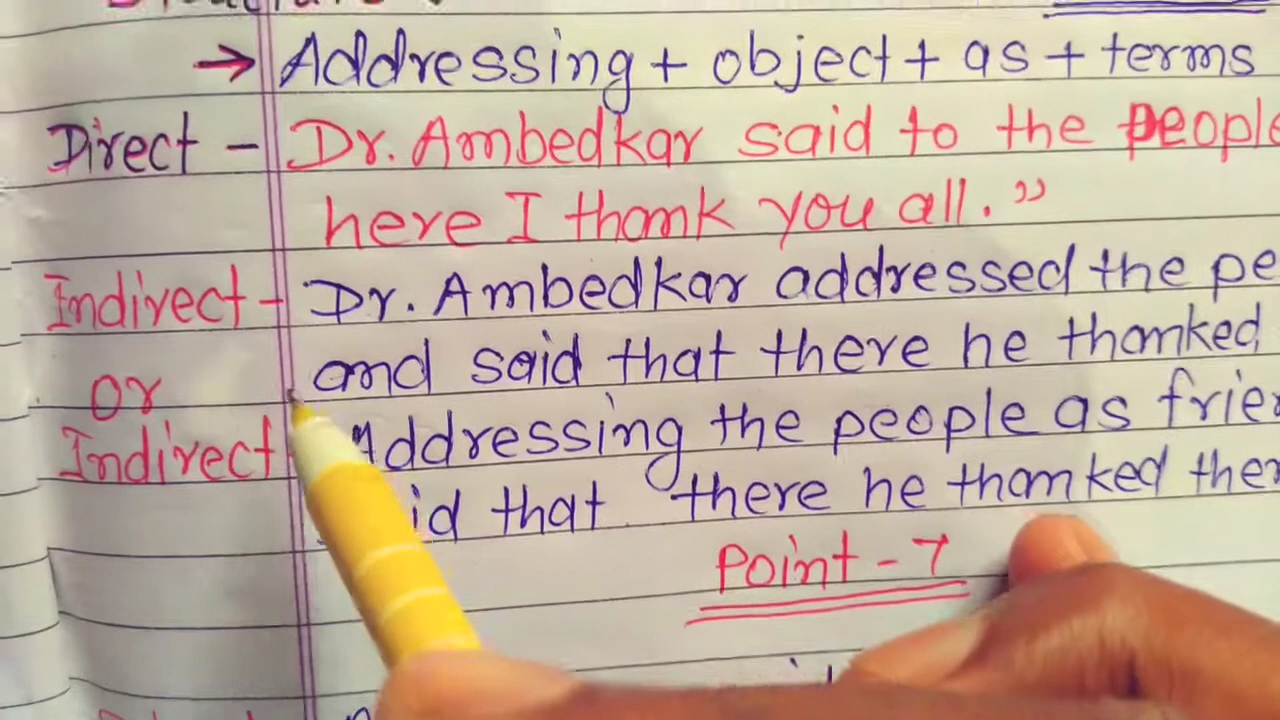 → Addressing + object + as + terms
Direct - Dr. Ambedkar said to the people
here I thank you all.”
Indirect - Dr. Ambedkar addressed the pe
and said that there he thanked
or
Indirect Addressing the people as frie
id that there he thanked the
Point - 7